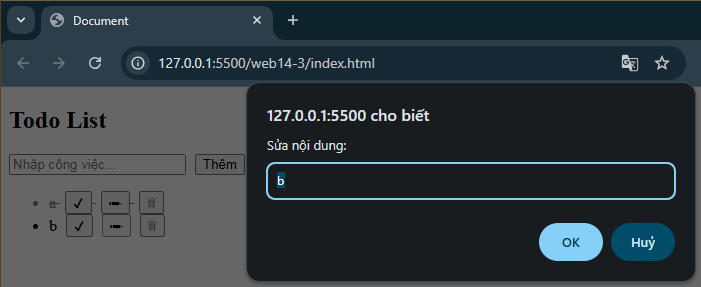 Document
127.0.0.1:5500/web14-3/index.html
127.0.0.1:5500 cho biết
Sửa nội dung:
b
OK Huỷ
Todo List
Nhập công việc... Thêm
a
b